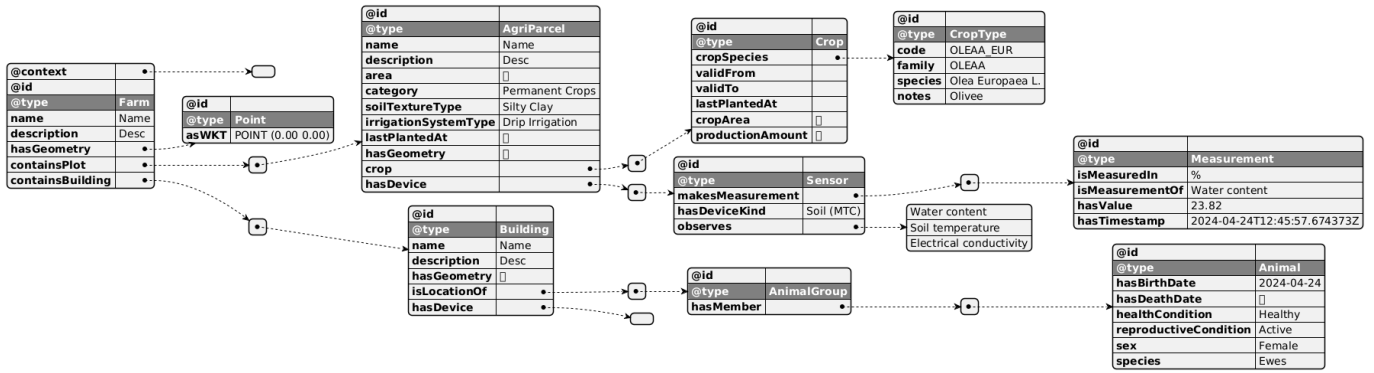 @context
@id
@type Farm
name Name
description Desc
hasGeometry
containsPlot
containsBuilding
@id
@type Point
asWKT POINT (0.00 0.00)
@id
@type AgriParcel
name Name
description Desc
area
category Permanent Crops
soilTextureType Silty Clay
irrigationSystemType Drip Irrigation
lastPlantedAt
hasGeometry
crop
hasDevice
@id
@type Building
name Name
description Desc
hasGeometry
isLocationOf
hasDevice
@id
@type Crop
cropSpecies
validFrom
validTo
lastPlantedAt
cropArea
productionAmount
@id
@type Sensor
makesMeasurement
hasDeviceKind Soil (MTC)
observes
@id
@type AnimalGroup
hasMember
@id
@type CropType
code OLEAA_EUR
family OLEAA
species Olea Europaea L.
notes Olivee
Water content
Soil temperature
Electrical conductivity
@id
@type Measurement
isMeasuredIn %
isMeasurementOf Water content
hasValue 23.82
hasTimestamp 2024-04-24T12:45:57.674373Z
@id
@type Animal
hasBirthDate 2024-04-24
hasDeathDate
healthCondition Healthy
reproductiveCondition Active
sex Female
species Ewes